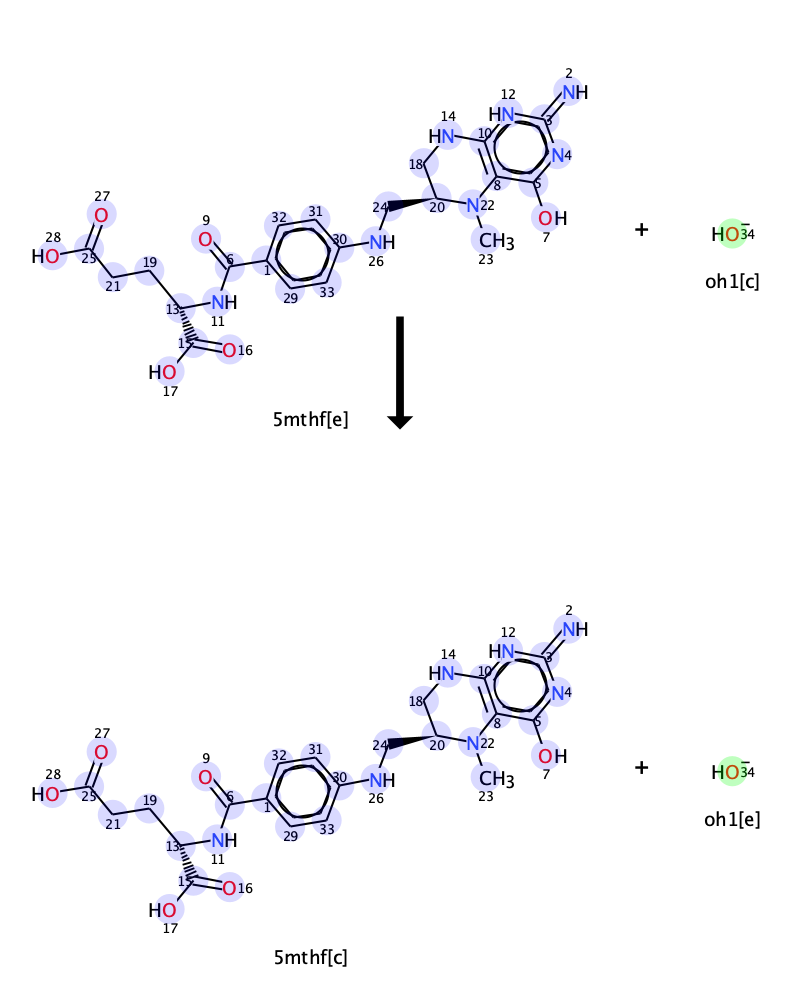 2
NH
12
HN
3
14
HN
10
N4
18
8
5
27
O
24
20
N22
OH
7
28
HO
25
9
O
32
31
30
NH
26
CH3
23
+
HO⁻34
oh1[c]
21
19
6
1
29
33
13
NH
11
15
O16
HO
17
5mthf[e]
2
NH
12
HN
3
14
HN
10
N4
18
8
5
27
O
24
20
N22
OH
7
28
HO
25
9
O
32
31
30
NH
26
CH3
23
+
HO⁻34
oh1[e]
21
19
6
1
29
33
13
NH
11
15
O16
HO
17
5mthf[c]